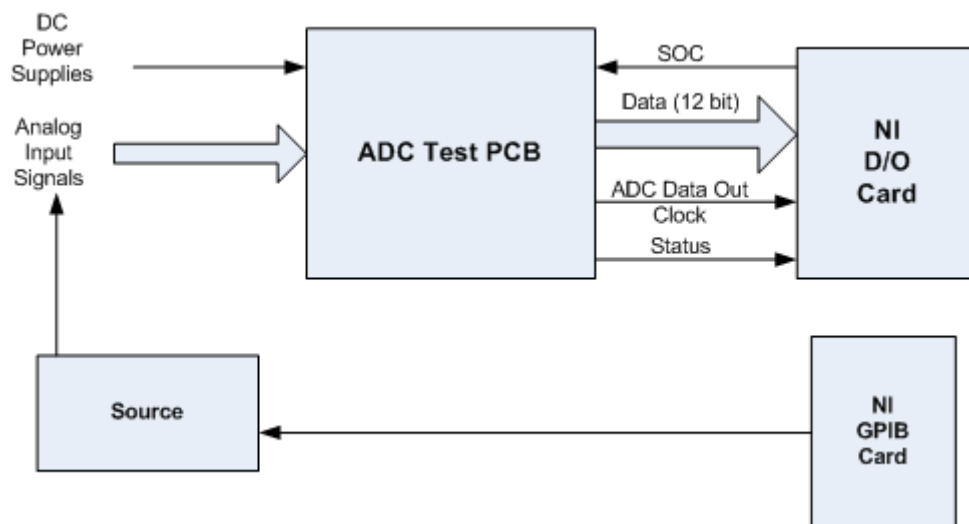 DC
Power
Supplies
Analog
Input
Signals
ADC Test PCB
SOC
Data (12 bit)
ADC Data Out
Clock
Status
NI
D/O
Card
Source
NI
GPIB
Card